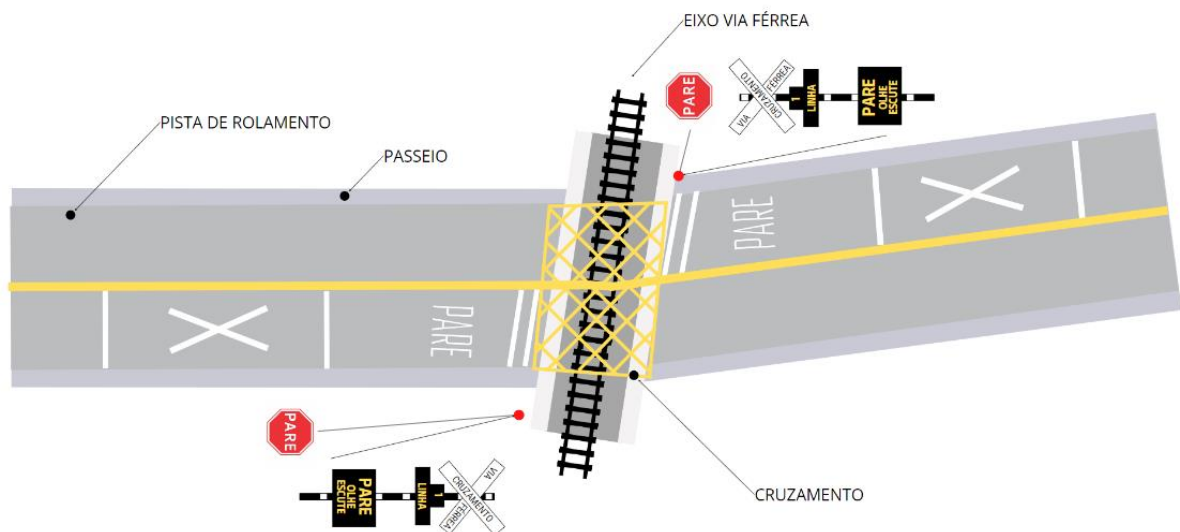 EIXO VIA FÉRREA
PARE
VIA FÉRREA
CRUZAMENTO
1
LINHA
PARE
OLHE
ESCUTE
PISTA DE ROLAMENTO
PASSEIO
PARE
PARE
PARE
PARE
OLHE
ESCUTE
1
LINHA
CRUZAMENTO
VIA FÉRREA
CRUZAMENTO